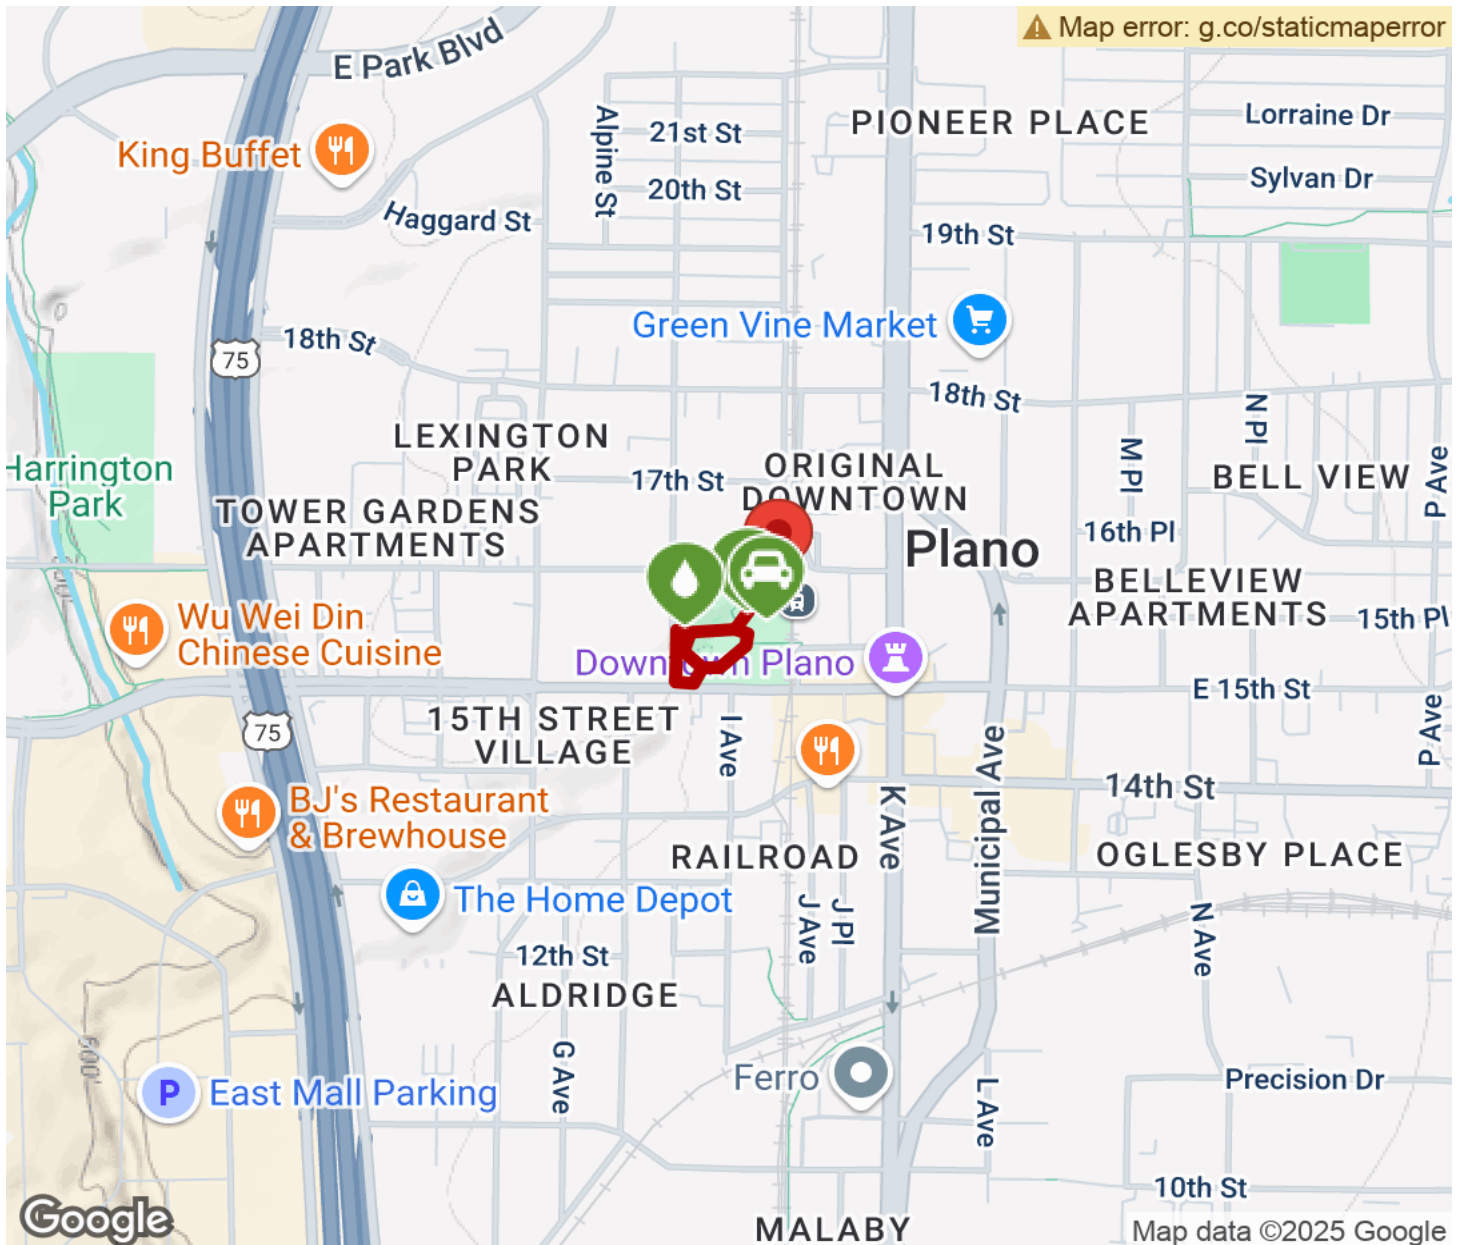 Map error: g.co/staticmaperror
E Park Blvd
Alpine St
21st St
PIONEER PLACE
Lorraine Dr
King Buffet
20th St
Sylvan Dr
Haggard St
19th St
Green Vine Market
18th St
75
18th St
N Pl
M Pl
P Ave
LEXINGTON
PARK
17th St
ORIGINAL
DOWNTOWN
BELL VIEW
Harrington
Park
TOWER GARDENS
APARTMENTS
16th Pl
Plano
BELLEVIEW
APARTMENTS
15th Pl
Wu Wei Din
Chinese Cuisine
Downtown Plano
E 15th St
15TH STREET
VILLAGE
I Ave
75
P Ave
Municipal Ave
14th St
BJ's Restaurant
& Brewhouse
K Ave
RAILROAD
OGLESBY PLACE
The Home Depot
J Ave
J Pl
N Ave
12th St
ALDRIDGE
500'
G Ave
Ferro
L Ave
Precision Dr
P
East Mall Parking
10th St
Google
MALABY
Map data ©2025 Google